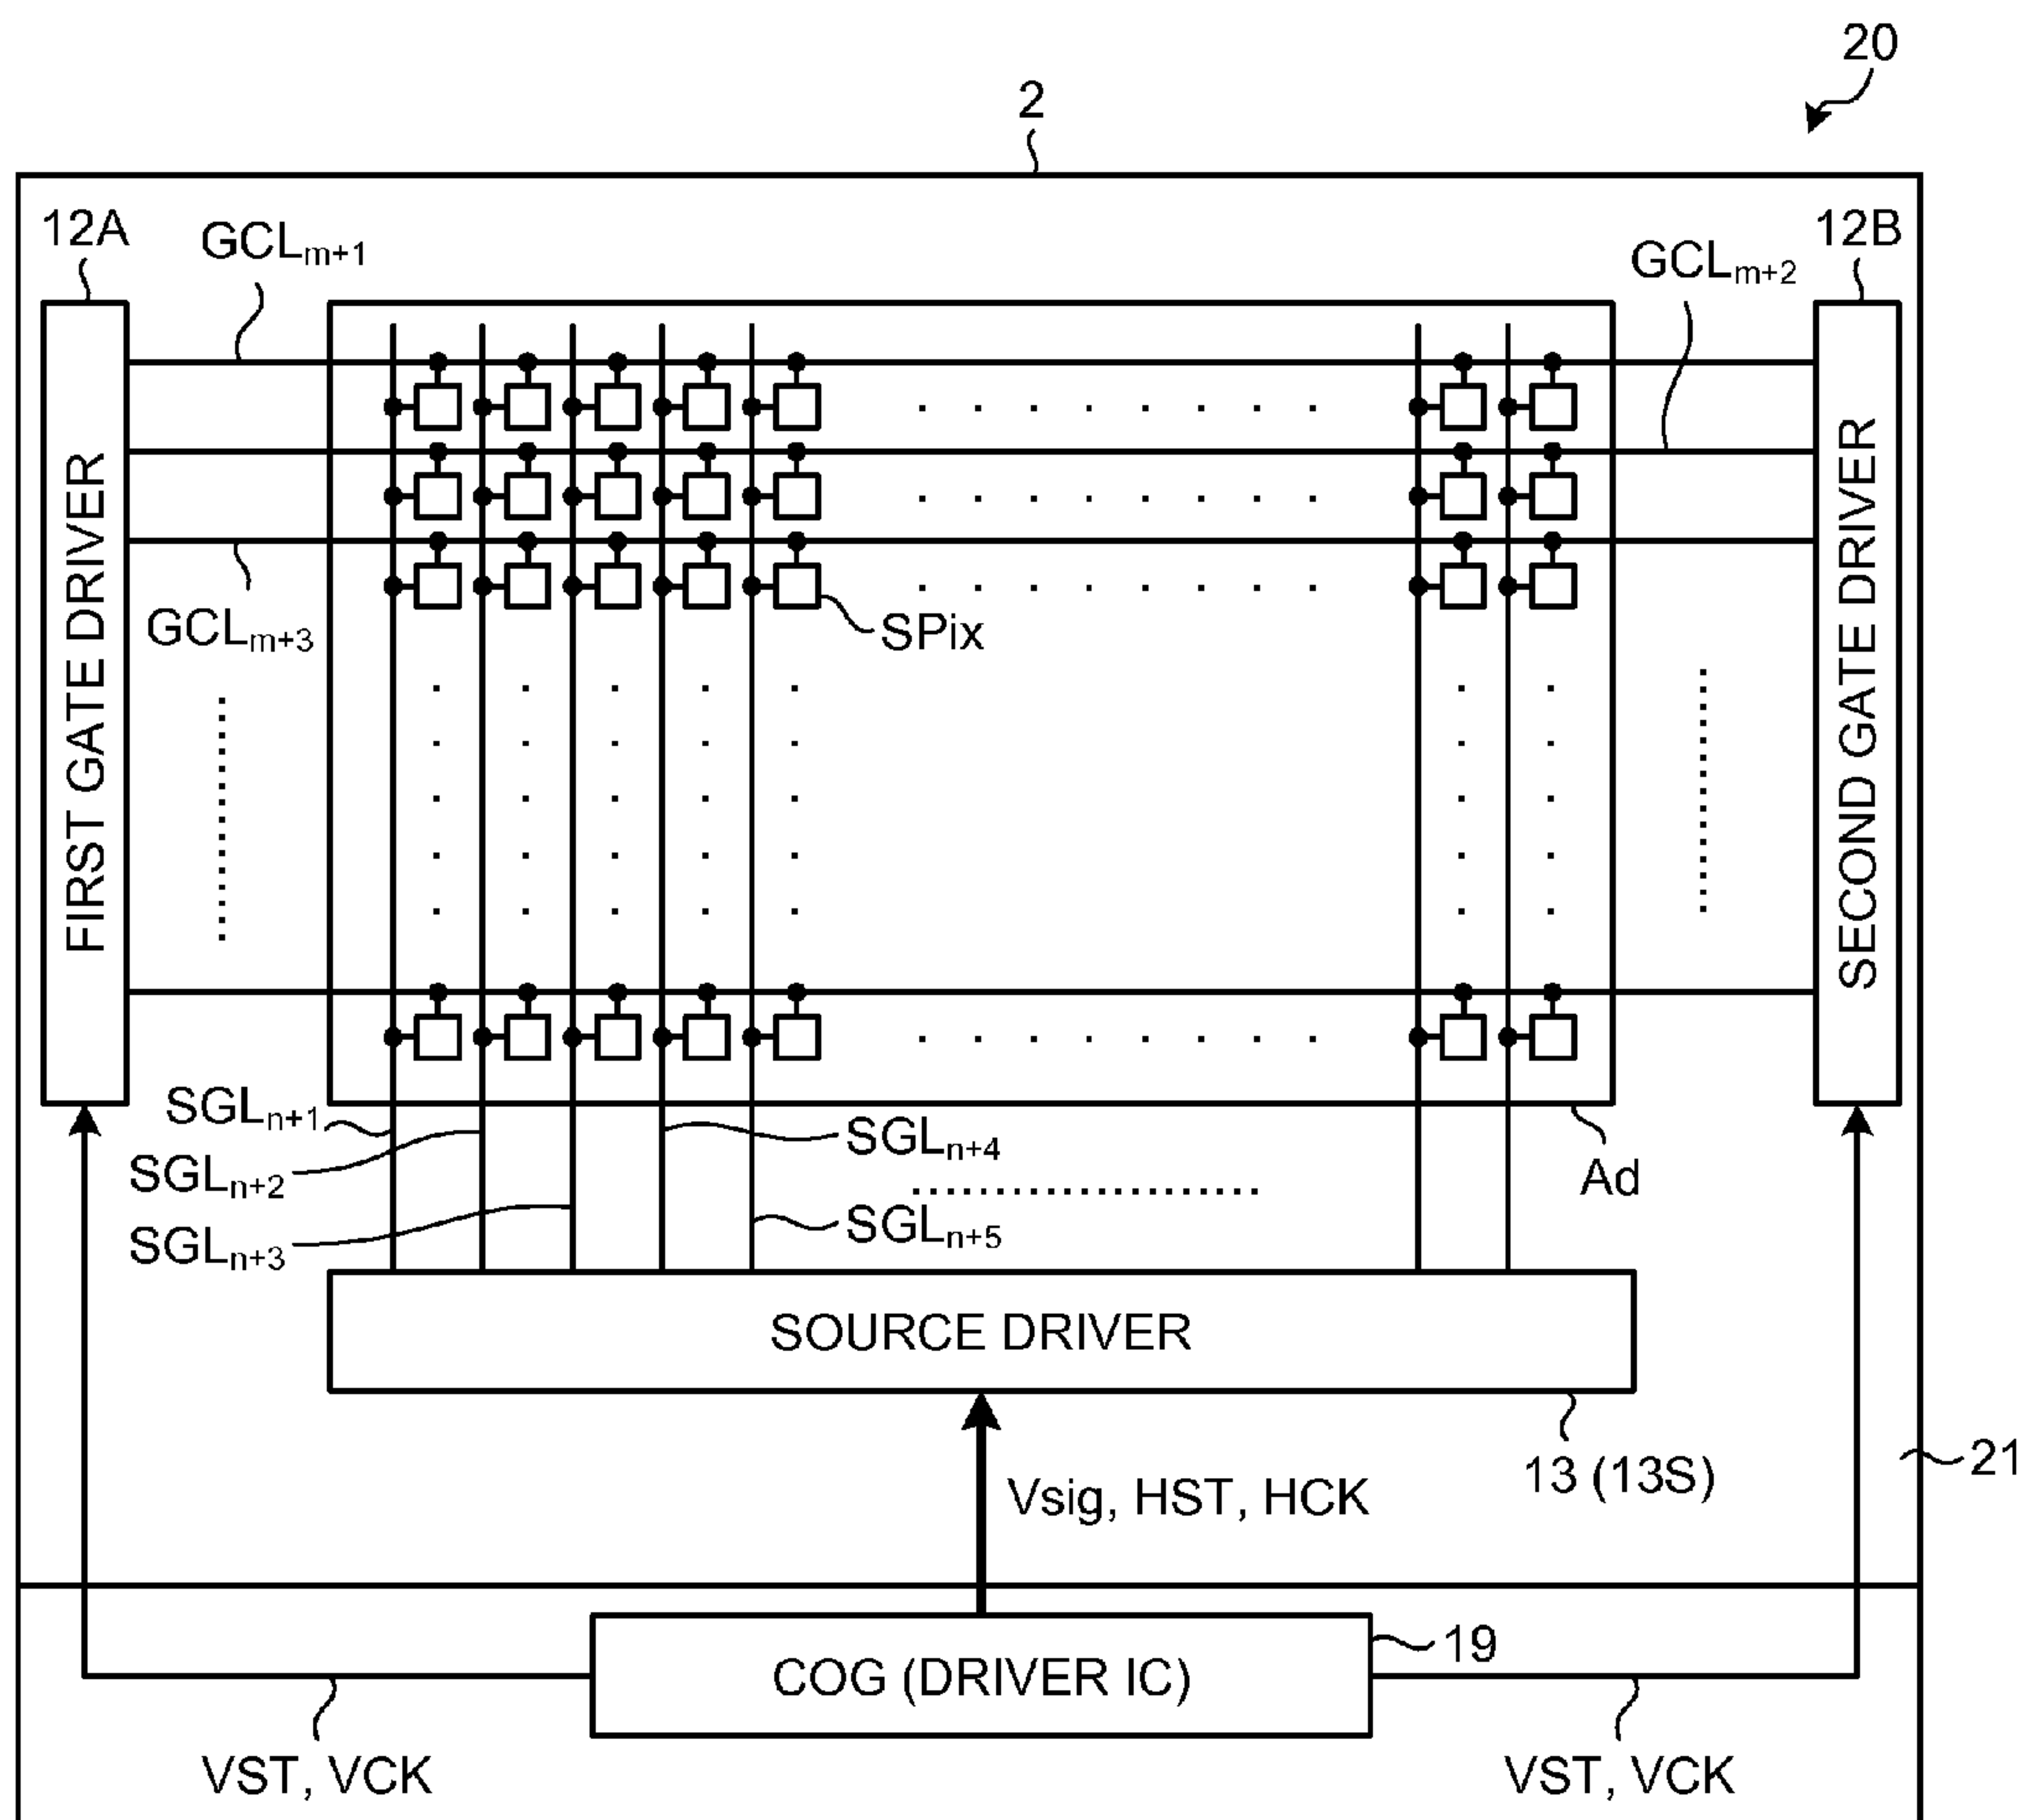 20
2
12A
GCLm+1
12B
GCLm+2
FIRST GATE DRIVER
SECOND GATE DRIVER
GCLm+3
SPix
SGLn+1
SGLn+2
SGLn+3
SGLn+4
SGLn+5
Ad
SOURCE DRIVER
13 (13S)
21
Vsig, HST, HCK
19
COG (DRIVER IC)
VST, VCK
VST, VCK